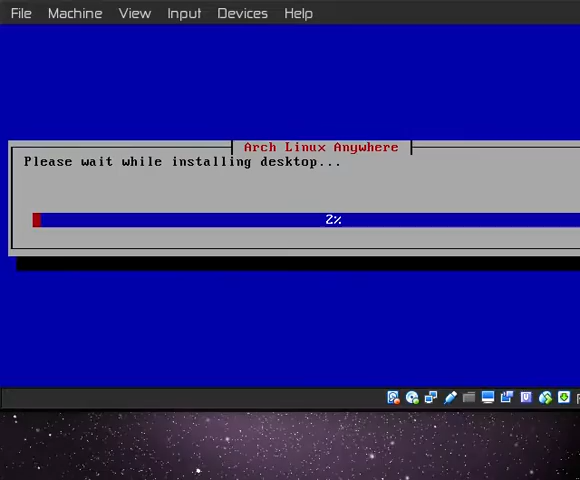 File Machine View Input Devices Help
Arch Linux Anywhere
Please wait while installing desktop...
2%